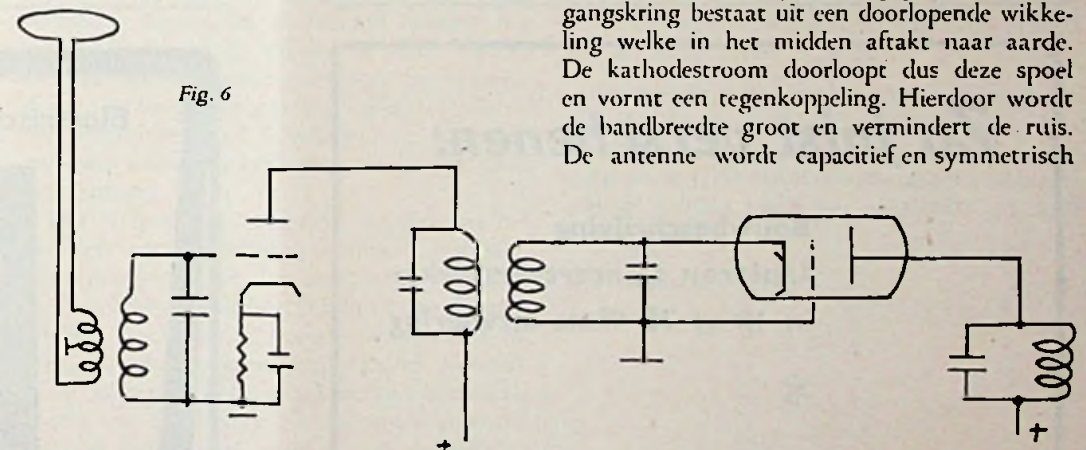 gangskring bestaat uit een doorlopende wikke-
ling welke in het midden aftakt naar aarde.
De kathodestroom doorloopt dus deze spoel
en vormt een tegenkoppeling. Hierdoor wordt
de bandbreedte groot en vermindert de ruis.
De antenne wordt capacitief en symmetrisch
Fig. 6
+
+